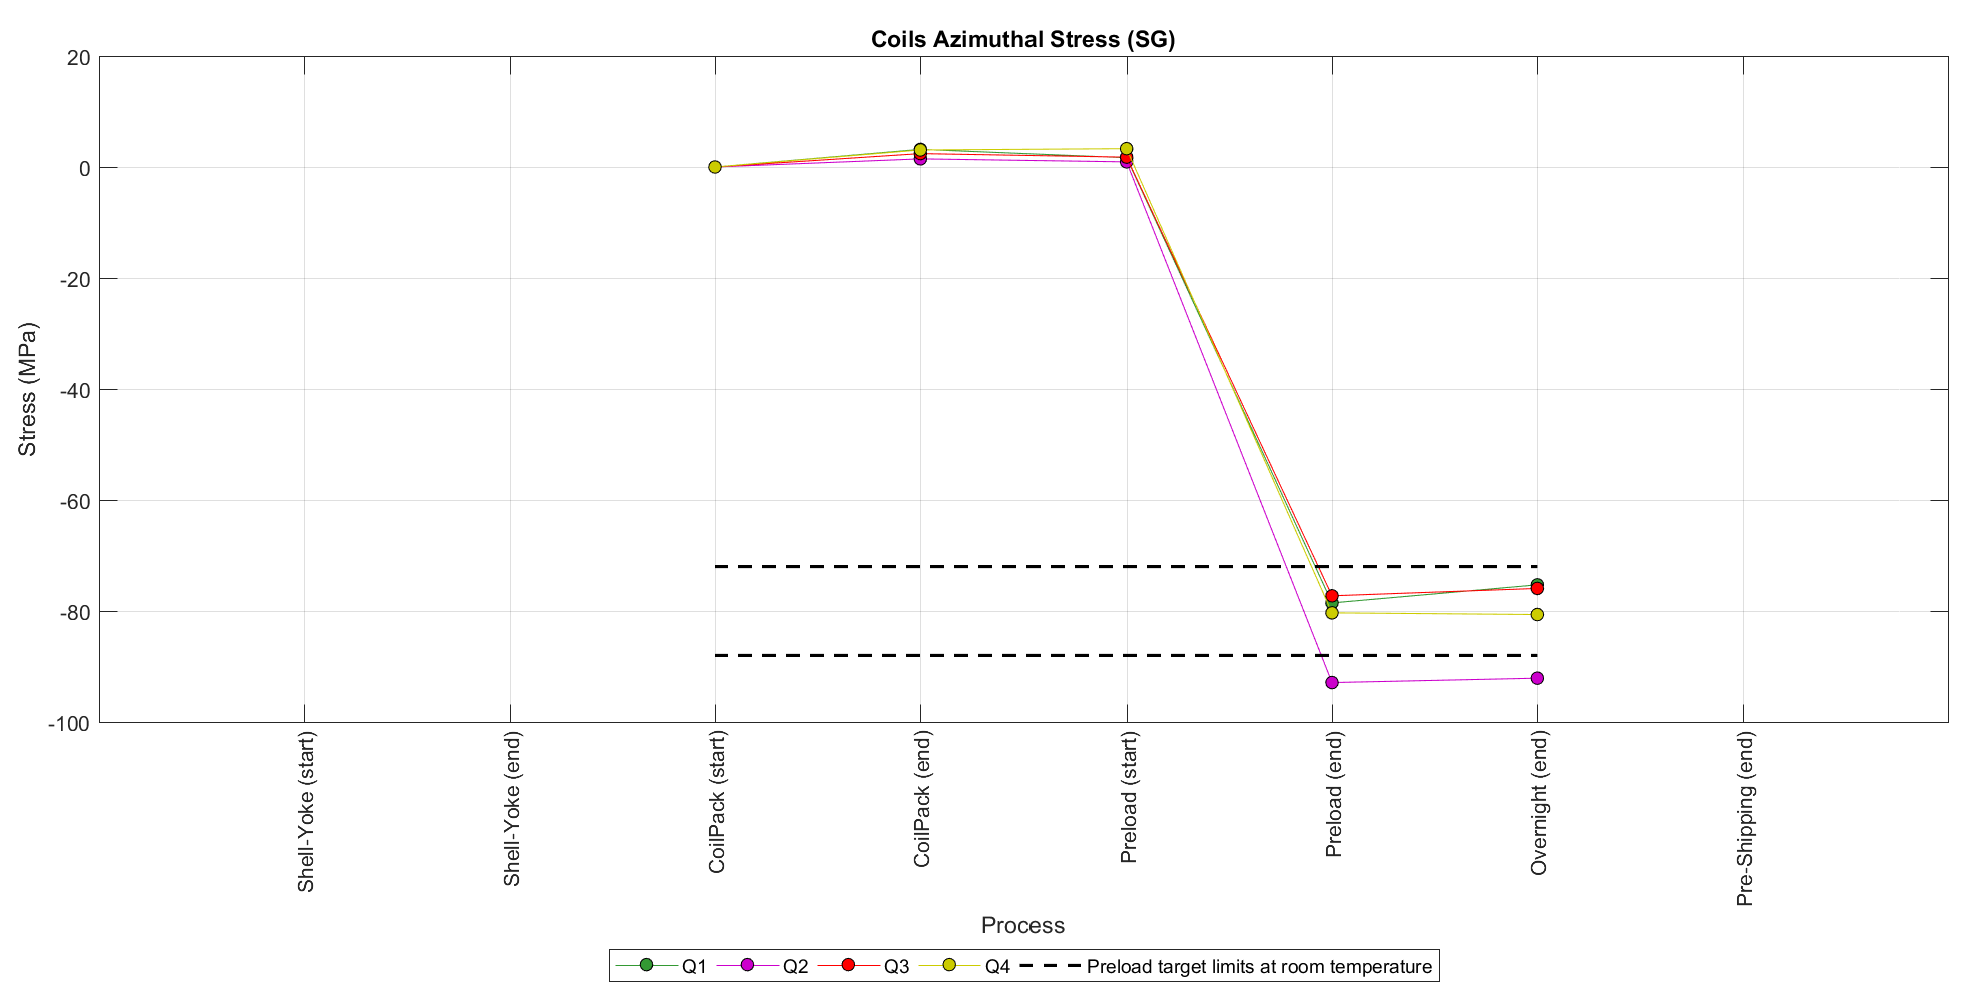 Coils Azimuthal Stress (SG)
20
0
-20
-40
-60
-80
-100
Stress (MPa)
Shell-Yoke (start)
Shell-Yoke (end)
CoilPack (start)
CoilPack (end)
Preload (start)
Preload (end)
Overnight (end)
Pre-Shipping (end)
Process
Q1 Q2 Q3 Q4 Preload target limits at room temperature